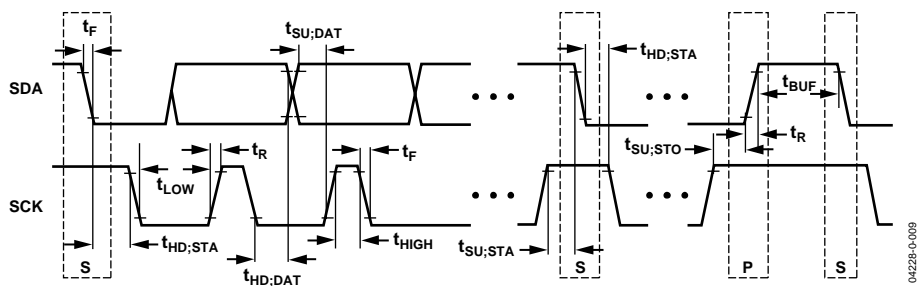 tF
tSU;DAT
tHD;STA
SDA
tBUF
tR
tF
tSU;STO
tR
tLOW
SCK
tHD;STA
tHIGH
tSU;STA
tHD;DAT
S
S
P
S
04228-0-009